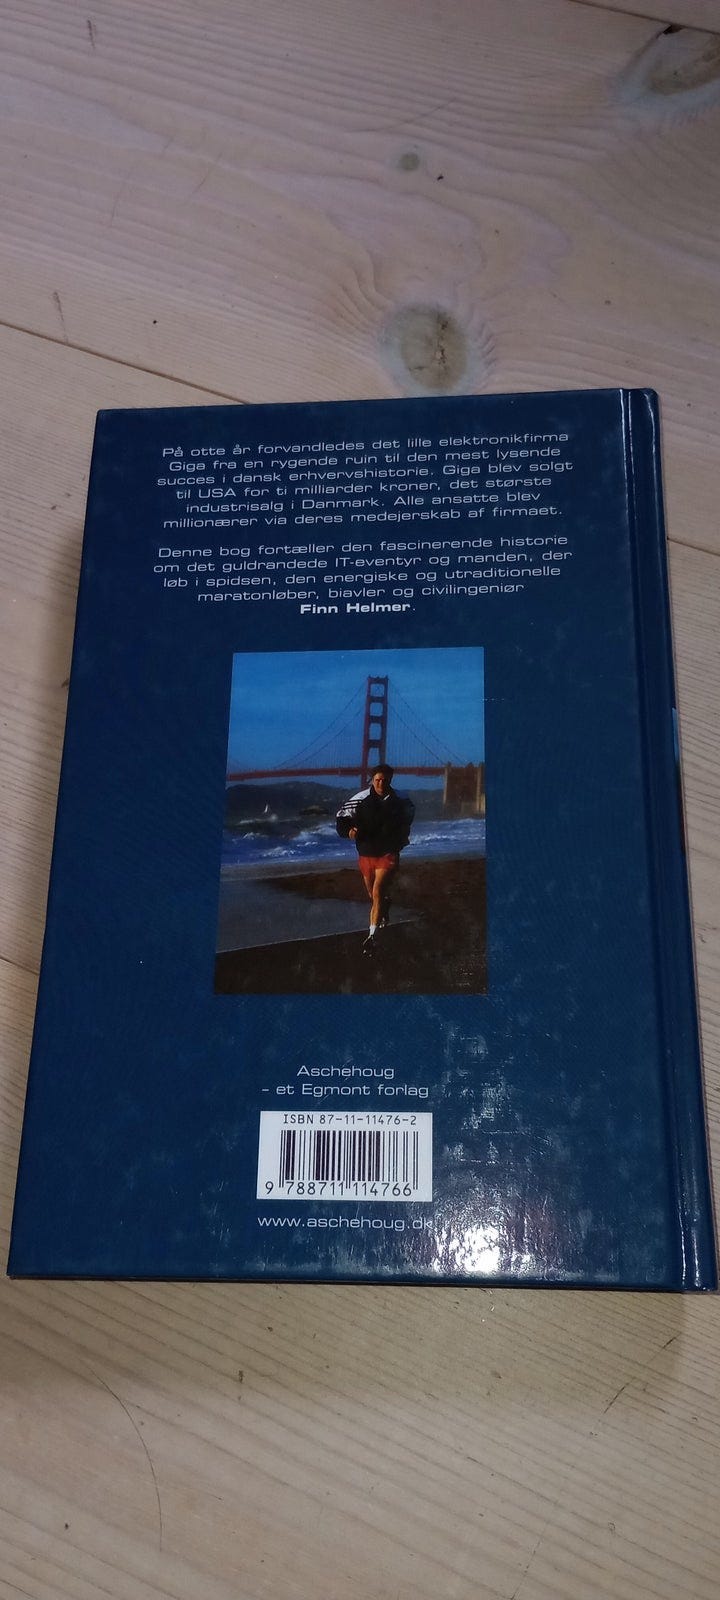 På otte år forvandledes det lille elektronikfirma
Giga fra en rygende ruin til den mest lysende
succes i dansk erhvervshistorie. Giga blev solgt
til USA for ti milliarder kroner, det største
industrisalg i Danmark. Alle ansatte blev
millionærer via deres medejerskab af firmaet.
Denne bog fortæller den fascinerende historie
om det guldrandede IT-eventyr og manden, der
løb i spidsen, den energiske og utraditionelle
maratonløber, biavler og civilingeniør
Finn Helmer.
Aschehoug
– et Egmont forlag
ISBN 87-11-11476-2
9 788711 114766
www.aschehoug.dk